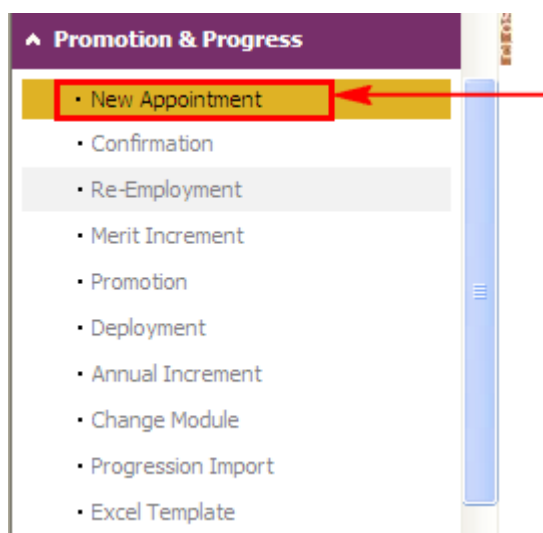 Promotion & Progress
New Appointment
Confirmation
Re-Employment
Merit Increment
Promotion
Deployment
Annual Increment
Change Module
Progression Import
Excel Template